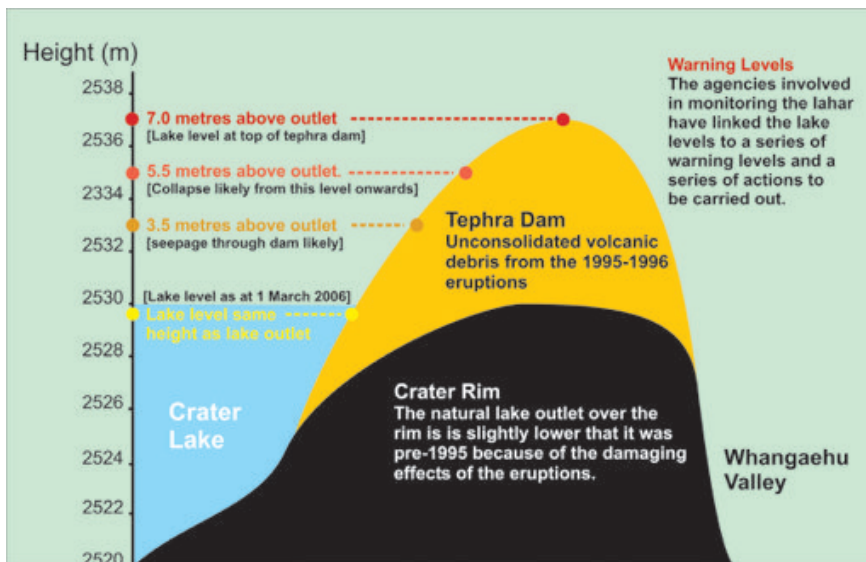 Height (m)
2538
2536
2334
2532
2530
2528
2526
2524
2522
2520
7.0 metres above outlet
[Lake level at top of tephra dam]
5.5 metres above outlet.
[Collapse likely from this level onwards]
3.5 metres above outlet
[seepage through dam likely]
[Lake level as at 1 March 2006]
Lake level same
height as lake outlet
Crater
Lake
Tephra Dam
Unconsolidated volcanic
debris from the 1995-1996
eruptions
Crater Rim
The natural lake outlet over the
rim is is slightly lower that it was
pre-1995 because of the damaging
effects of the eruptions.
Warning Levels
The agencies involved
in monitoring the lahar
have linked the lake
levels to a series of
warning levels and a
series of actions to
be carried out.
Whangaehu
Valley